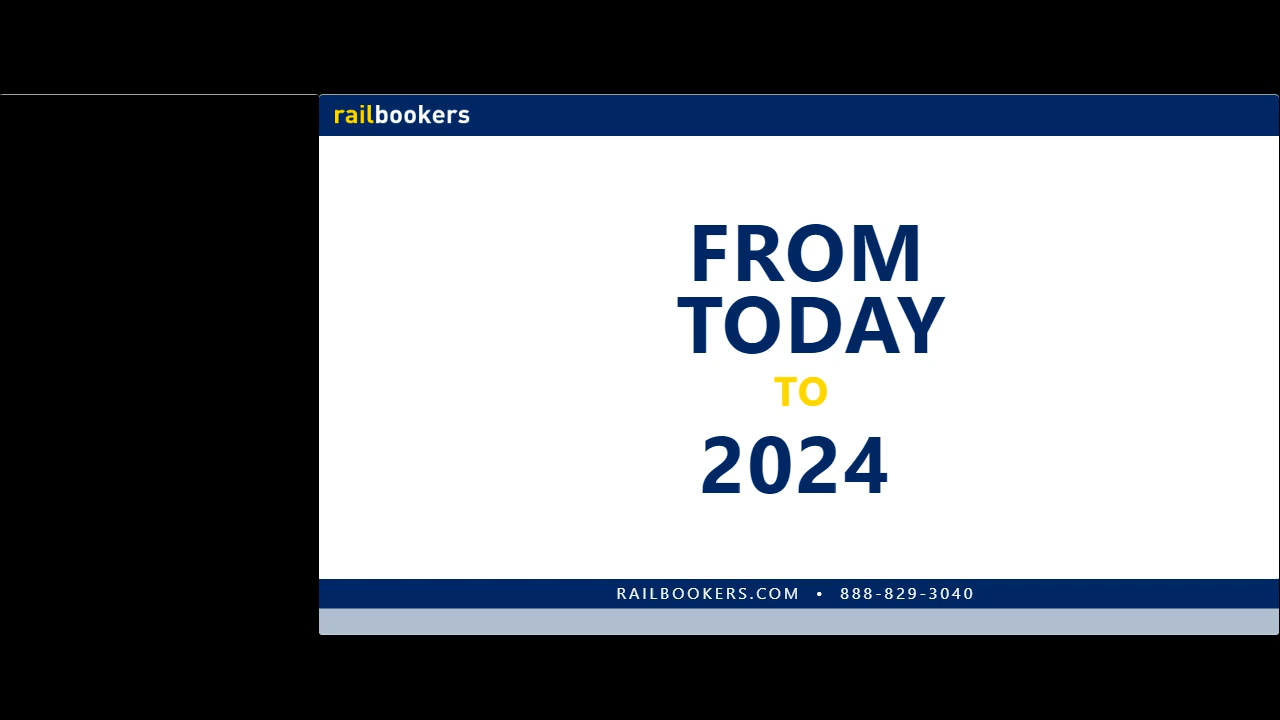 railbookers
FROM
TODAY
TO
2024
RAILBOOKERS.COM • 888-829-3040